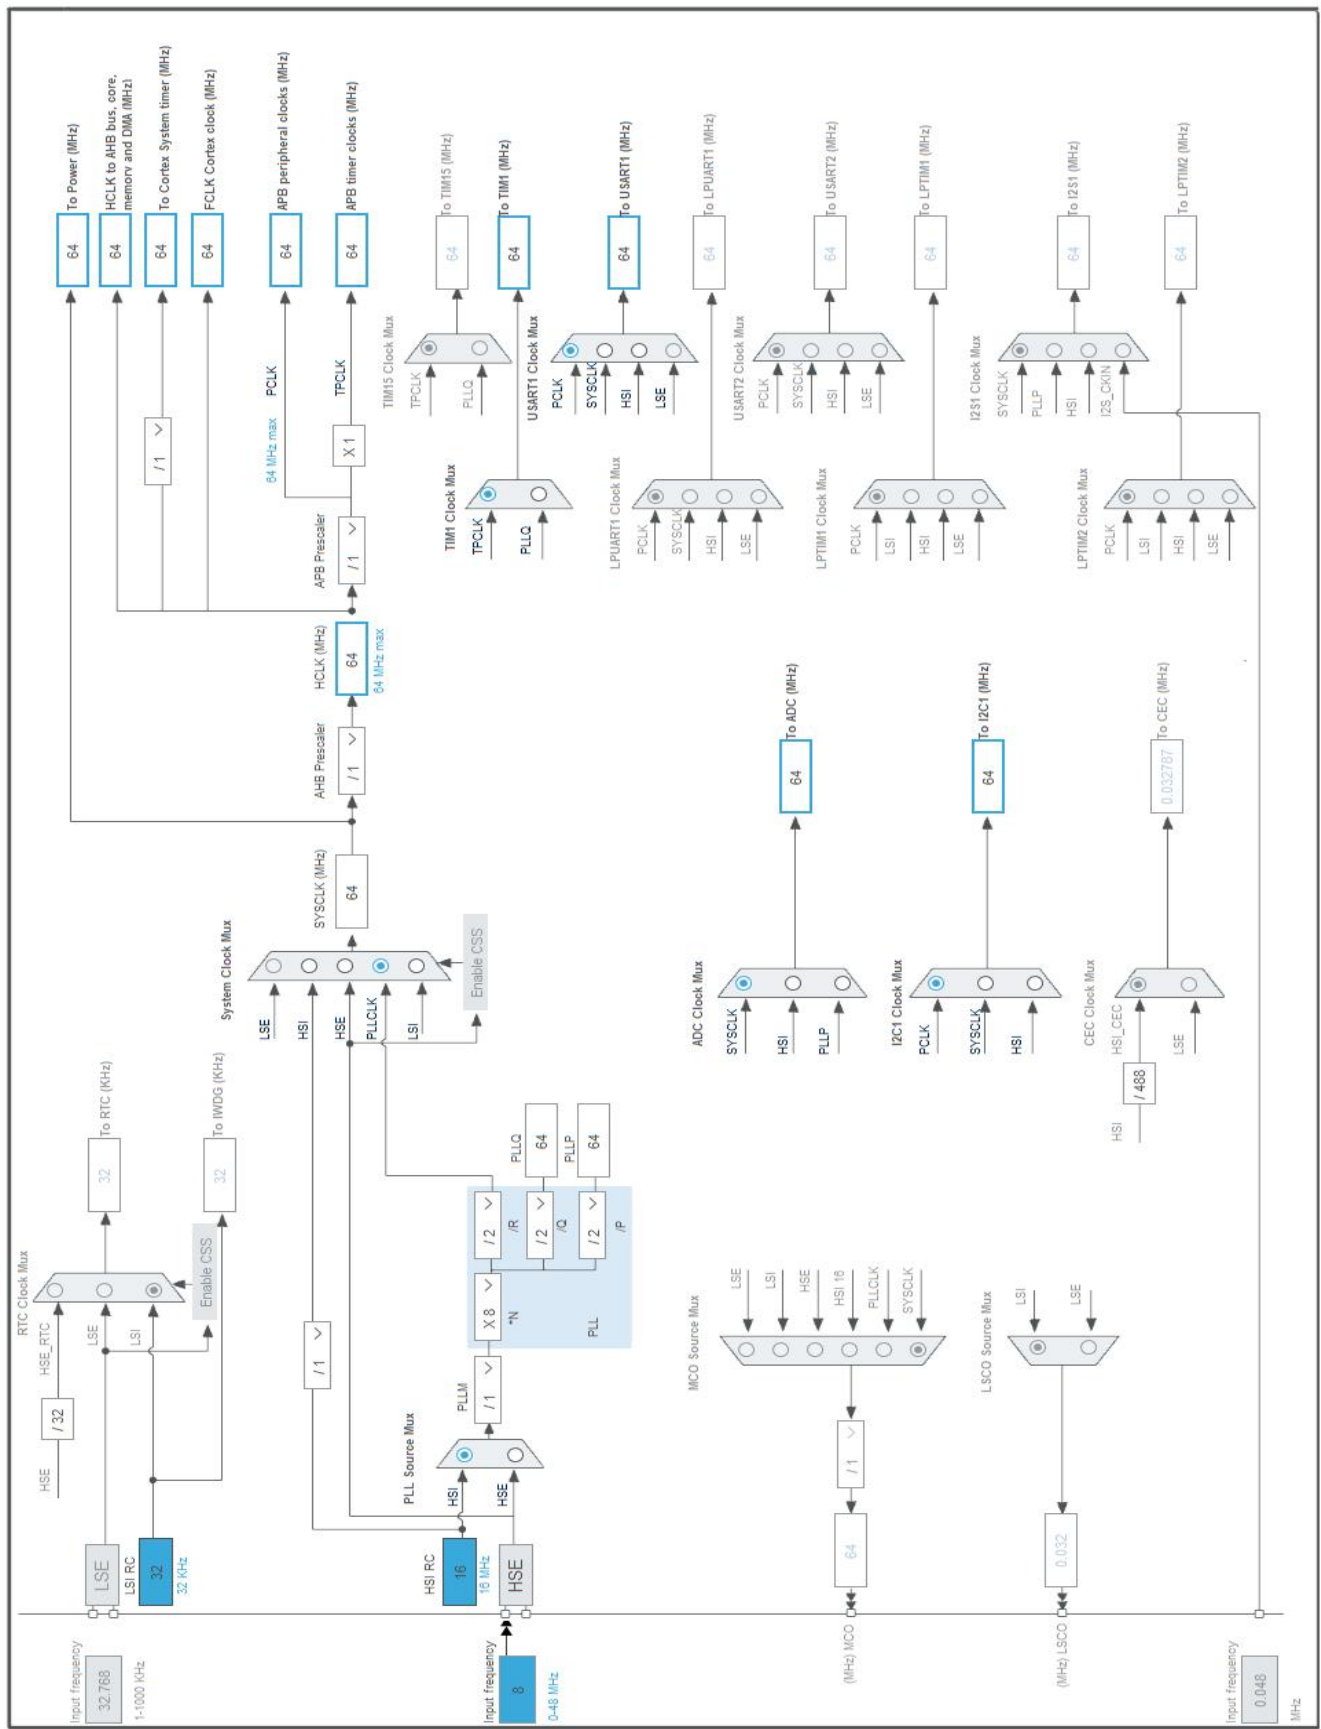 Input frequency
32.768
1-1000 KHz
LSE
LSI RC
32
32 KHz
HSE
/ 32
HSE_RTC
LSE
LSI
RTC Clock Mux
Enable CSS
32
To RTC (KHz)
32
To IWDG (KHz)
Input frequency
8
0-48 MHz
HSI RC
16
16 MHz
HSE
PLL Source Mux
HSI
HSE
PLLM
/ 1
X 8
*N
PLL
/ 2
/R
/ 2
/Q
/ 2
/P
PLLQ
64
PLLP
64
/ 1
System Clock Mux
LSE
HSI
HSE
PLLCLK
LSI
Enable CSS
SYSCLK (MHz)
64
AHB Prescaler
/ 1
HCLK (MHz)
64
64 MHz max
APB Prescaler
/ 1
/ 1
64 MHz max
PCLK
X 1
TPCLK
64
To Power (MHz)
64
HCLK to AHB bus, core,
memory and DMA (MHz)
64
To Cortex System timer (MHz)
64
FCLK Cortex clock (MHz)
64
APB peripheral clocks (MHz)
64
APB timer clocks (MHz)
TIM15 Clock Mux
TPCLK
PLLQ
64
To TIM15 (MHz)
TIM1 Clock Mux
TPCLK
PLLQ
64
To TIM1 (MHz)
USART1 Clock Mux
PCLK
SYSCLK
HSI
LSE
64
To USART1 (MHz)
LPUART1 Clock Mux
PCLK
SYSCLK
HSI
LSE
64
To LPUART1 (MHz)
USART2 Clock Mux
PCLK
SYSCLK
HSI
LSE
64
To USART2 (MHz)
LPTIM1 Clock Mux
PCLK
LSI
HSI
LSE
64
To LPTIM1 (MHz)
I2S1 Clock Mux
SYSCLK
PLLP
HSI
I2S_CKIN
64
To I2S1 (MHz)
LPTIM2 Clock Mux
PCLK
LSI
HSI
LSE
64
To LPTIM2 (MHz)
ADC Clock Mux
SYSCLK
HSI
PLLP
64
To ADC (MHz)
I2C1 Clock Mux
PCLK
SYSCLK
HSI
64
To I2C1 (MHz)
CEC Clock Mux
HSI
/ 488
HSI_CEC
LSE
0.032787
To CEC (MHz)
MCO Source Mux
LSE
LSI
HSE
HSI 16
PLLCLK
SYSCLK
/ 1
64
(MHz) MCO
LSCO Source Mux
LSI
LSE
0.032
(MHz) LSCO
Input frequency
0.048
MHz